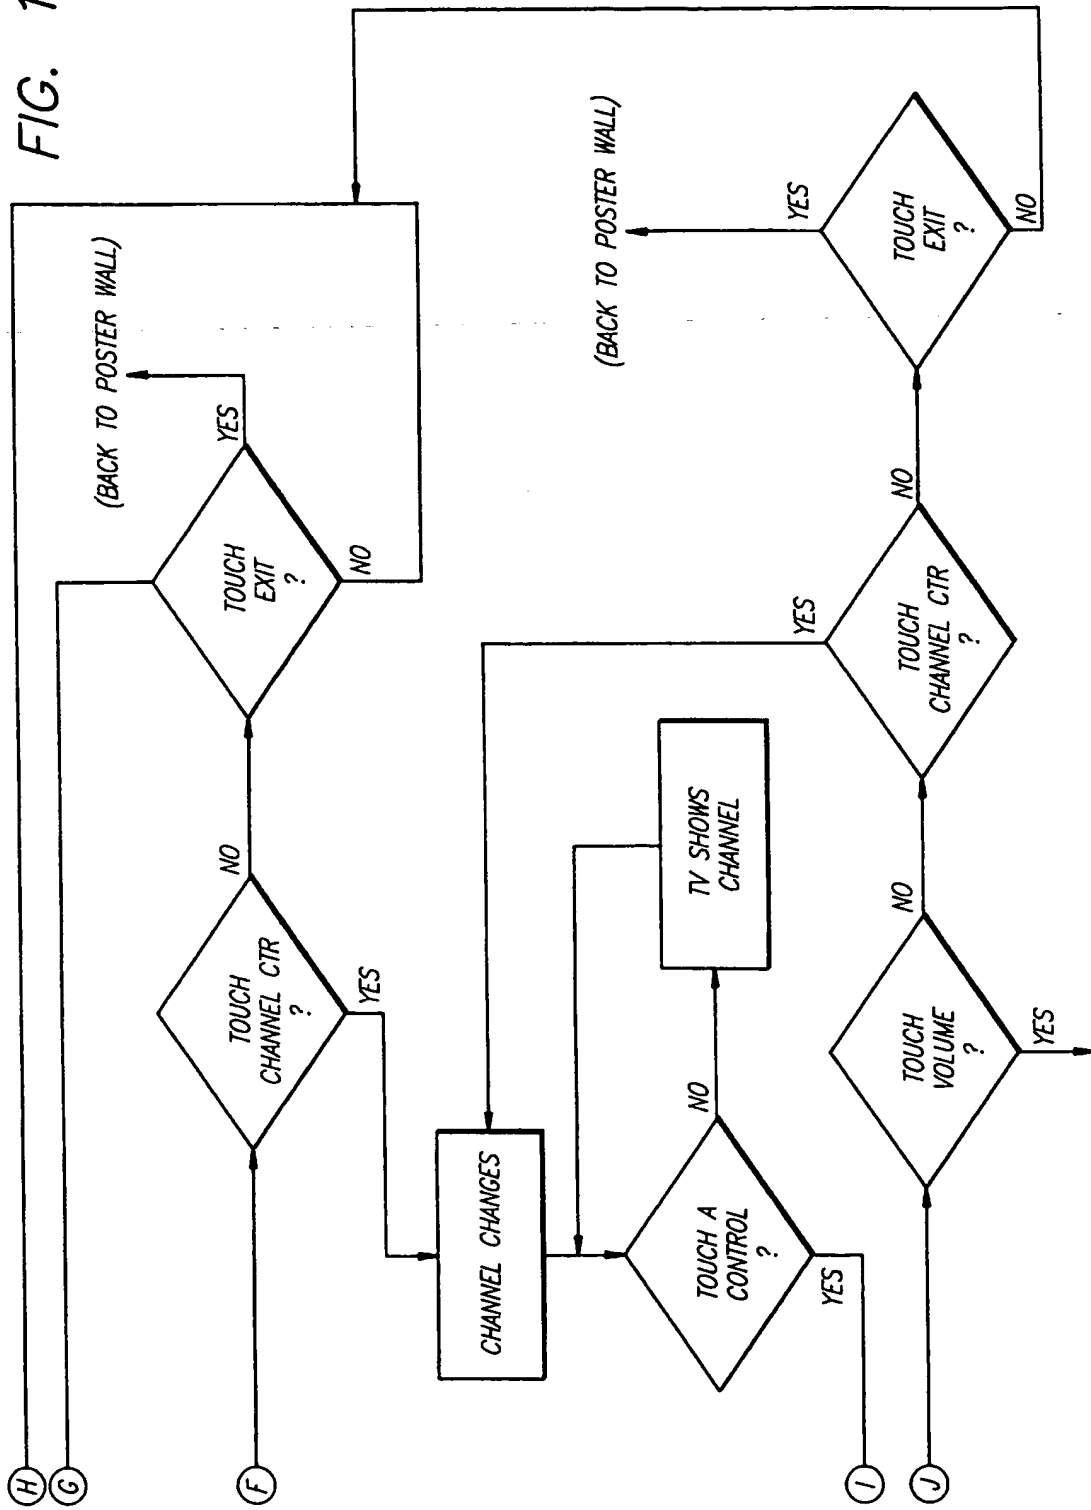 FIG. 1
H
G
F
TOUCH
CHANNEL CTR
?
NO
YES
TOUCH
EXIT
?
YES
NO
(BACK TO POSTER WALL)
CHANNEL CHANGES
TOUCH A
CONTROL
?
NO
YES
TV SHOWS
CHANNEL
I
J
TOUCH
VOLUME
?
NO
YES
TOUCH
CHANNEL CTR
?
YES
NO
TOUCH
EXIT
?
YES
NO
(BACK TO POSTER WALL)